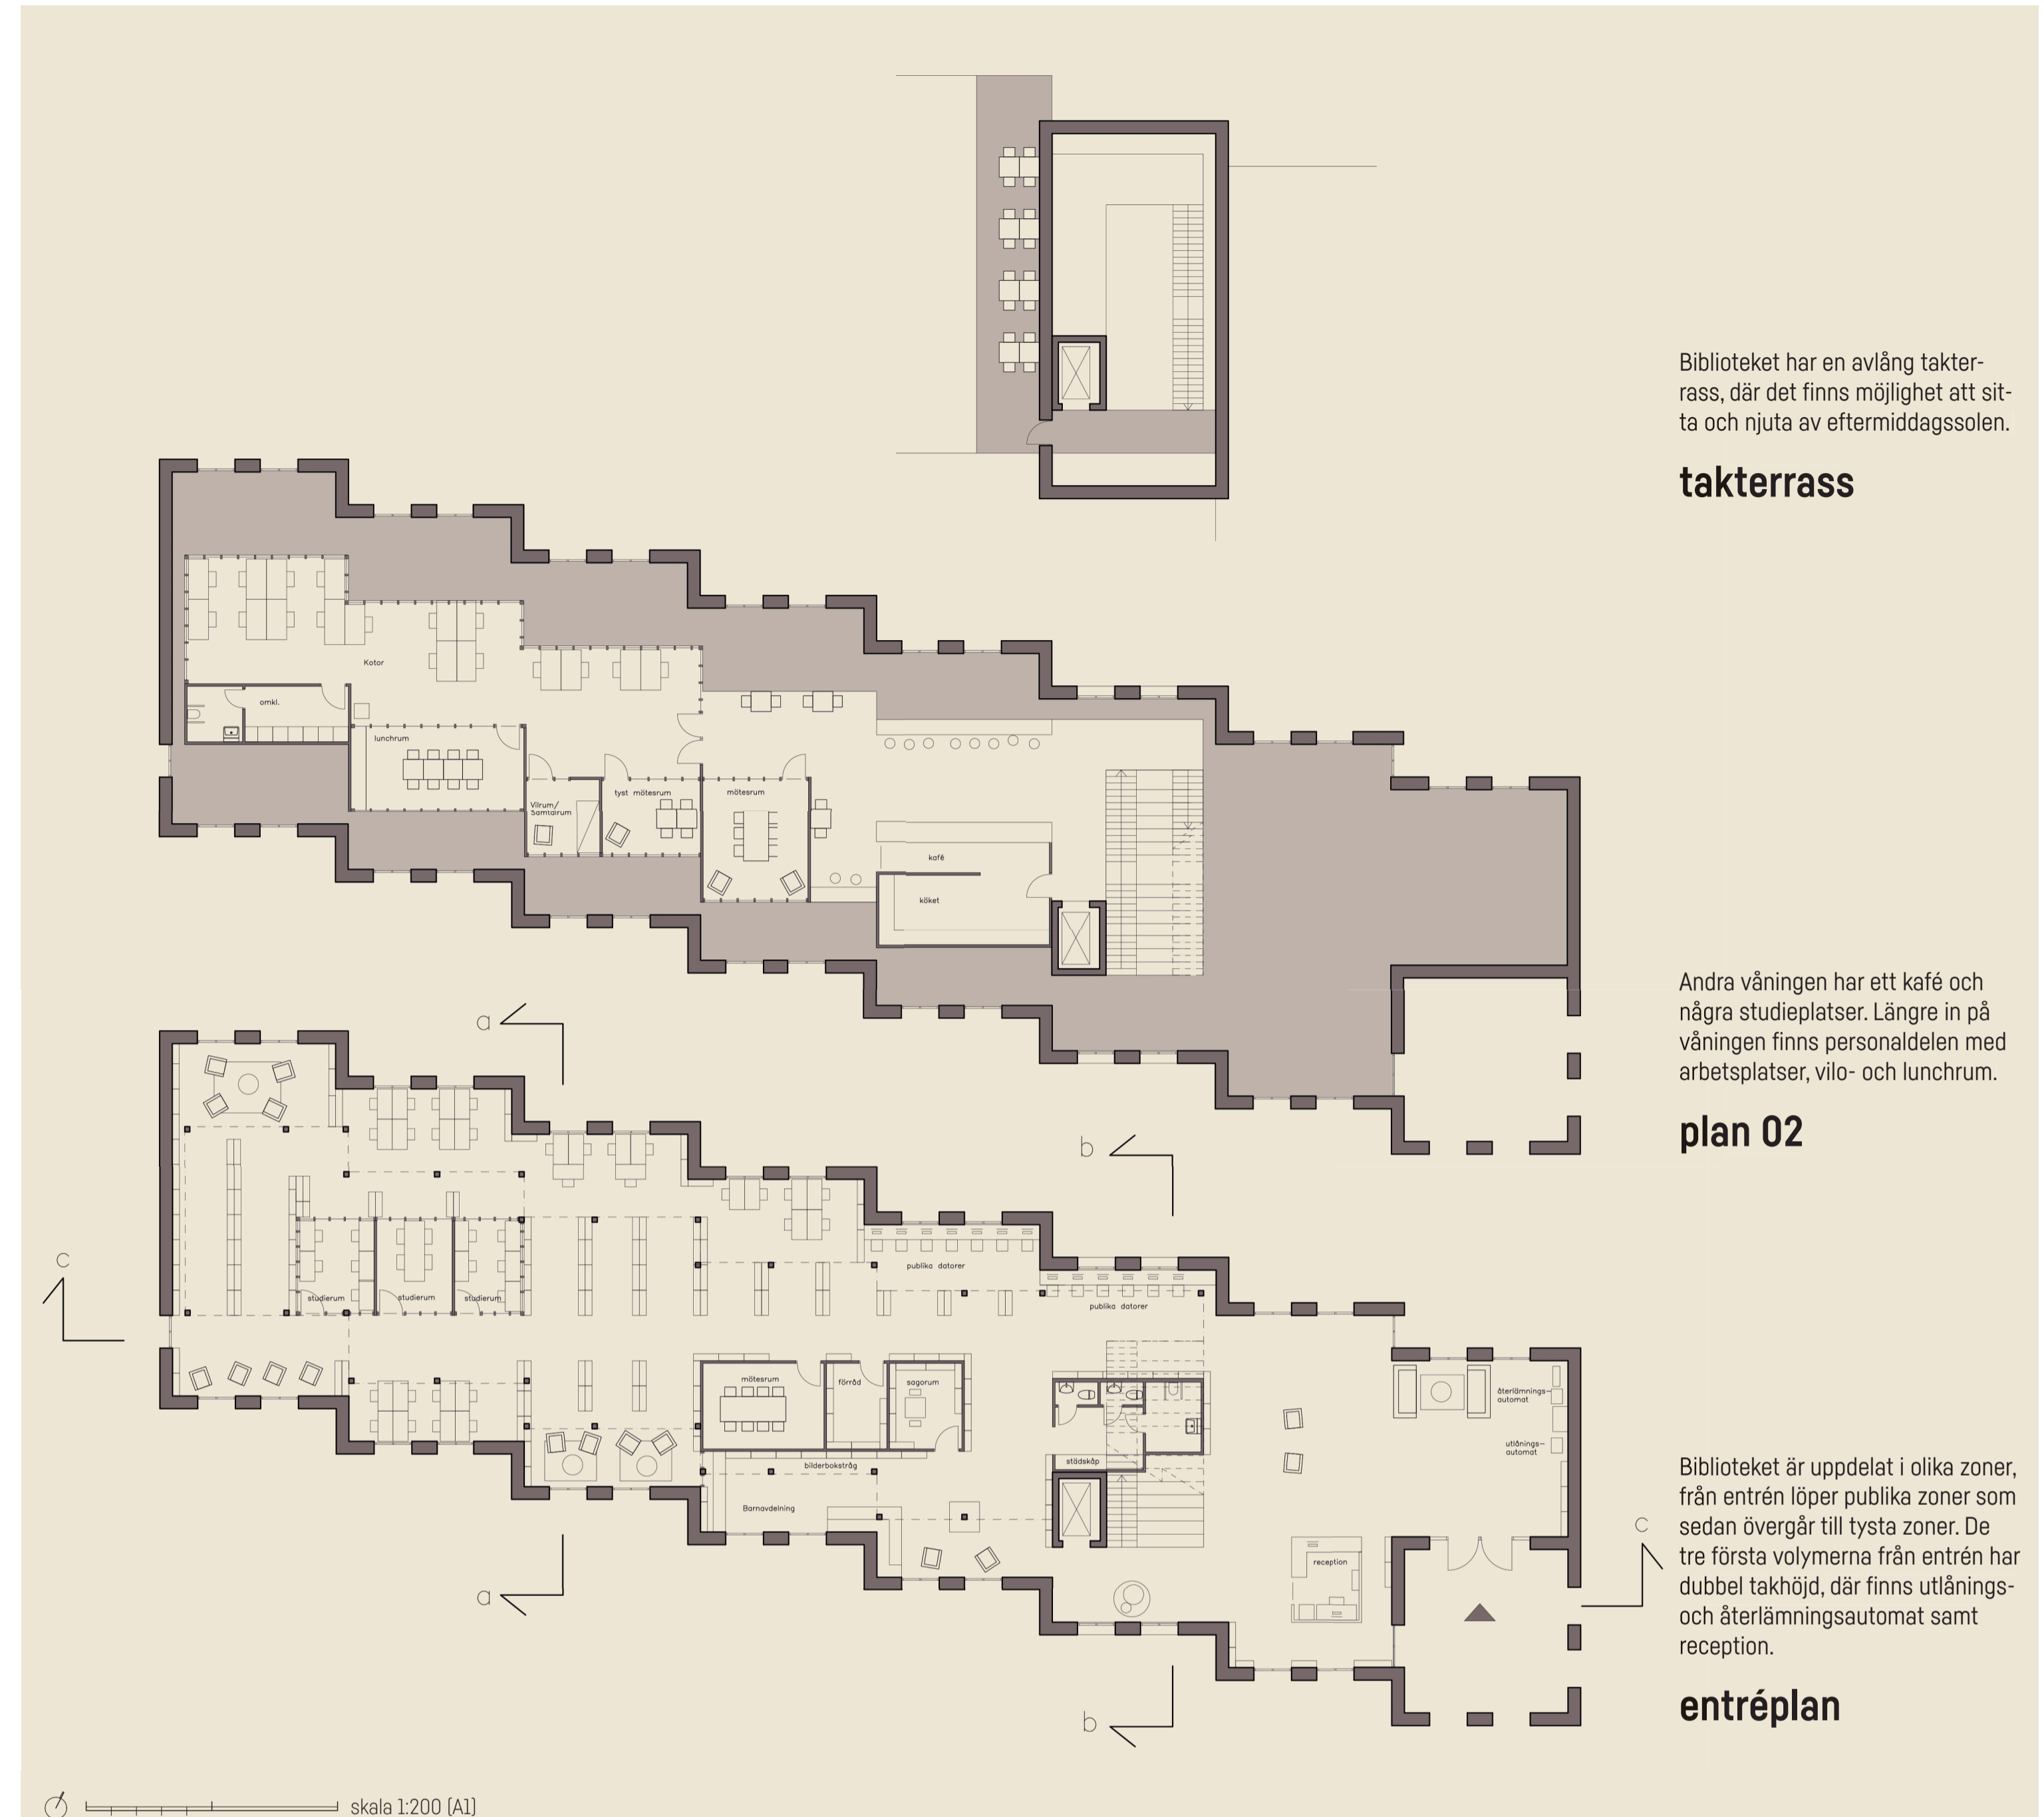 Biblioteket har en avlång takter-
rass, där det finns möjlighet att sit-
ta och njuta av eftermiddagssolen.
takterrass
Kotor
omkl.
lunchrum
Vilrum/
Samtalrum
tyst mötesrum
mötesrum
kafé
köket
Andra våningen har ett kafé och
några studieplatser. Längre in på
våningen finns personaldelen med
arbetsplatser, vilo- och lunchrum.
plan 02
a
b
c
publika datorer
publika datorer
studierum
studierum
studierum
mötesrum
förråd
sagorum
återlämnings-
automat
utlånings-
automat
städskåp
bilderbokstråg
Barnavdelning
reception
c
a
b
Biblioteket är uppdelat i olika zoner,
från entrén löper publika zoner som
sedan övergår till tysta zoner. De
tre första volymerna från entrén har
dubbel takhöjd, där finns utlånings-
och återlämningsautomat samt
reception.
entréplan
skala 1:200 (A1)